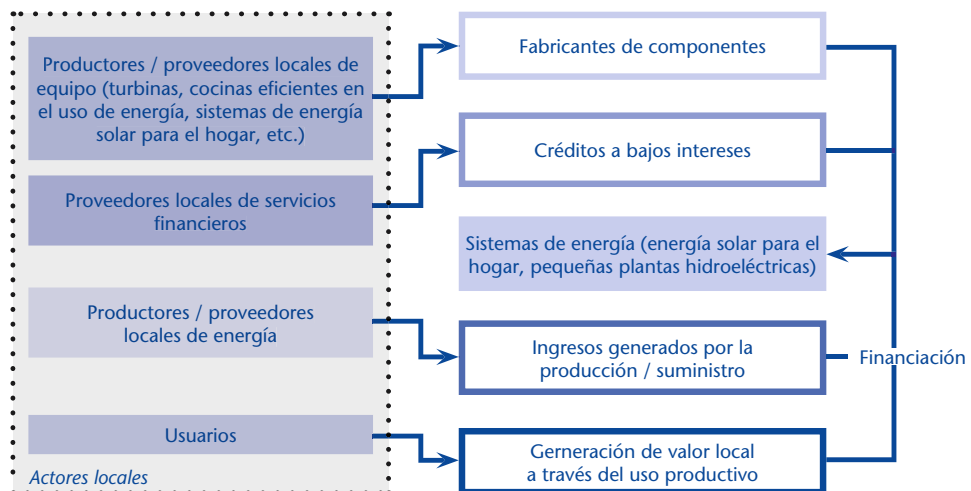 Productores / proveedores locales de
equipo (turbinas, cocinas eficientes en
el uso de energía, sistemas de energía
solar para el hogar, etc.)
Proveedores locales de servicios
financieros
Productores / proveedores
locales de energía
Usuarios
Actores locales
Fabricantes de componentes
Créditos a bajos intereses
Sistemas de energía (energía solar para el
hogar, pequeñas plantas hidroeléctricas)
Ingresos generados por la
producción / suministro
Gerneración de valor local
a través del uso productivo
Financiación